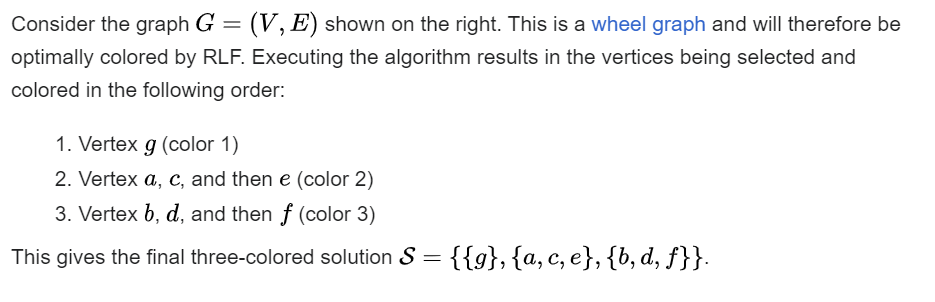 Consider the graph G = (V, E) shown on the right. This is a wheel graph and will therefore be
optimally colored by RLF. Executing the algorithm results in the vertices being selected and
colored in the following order:
1. Vertex g (color 1)
2. Vertex a, c, and then e (color 2)
3. Vertex b, d, and then f (color 3)
This gives the final three-colored solution 𝒮 = {{g}, {a, c, e}, {b, d, f}}.